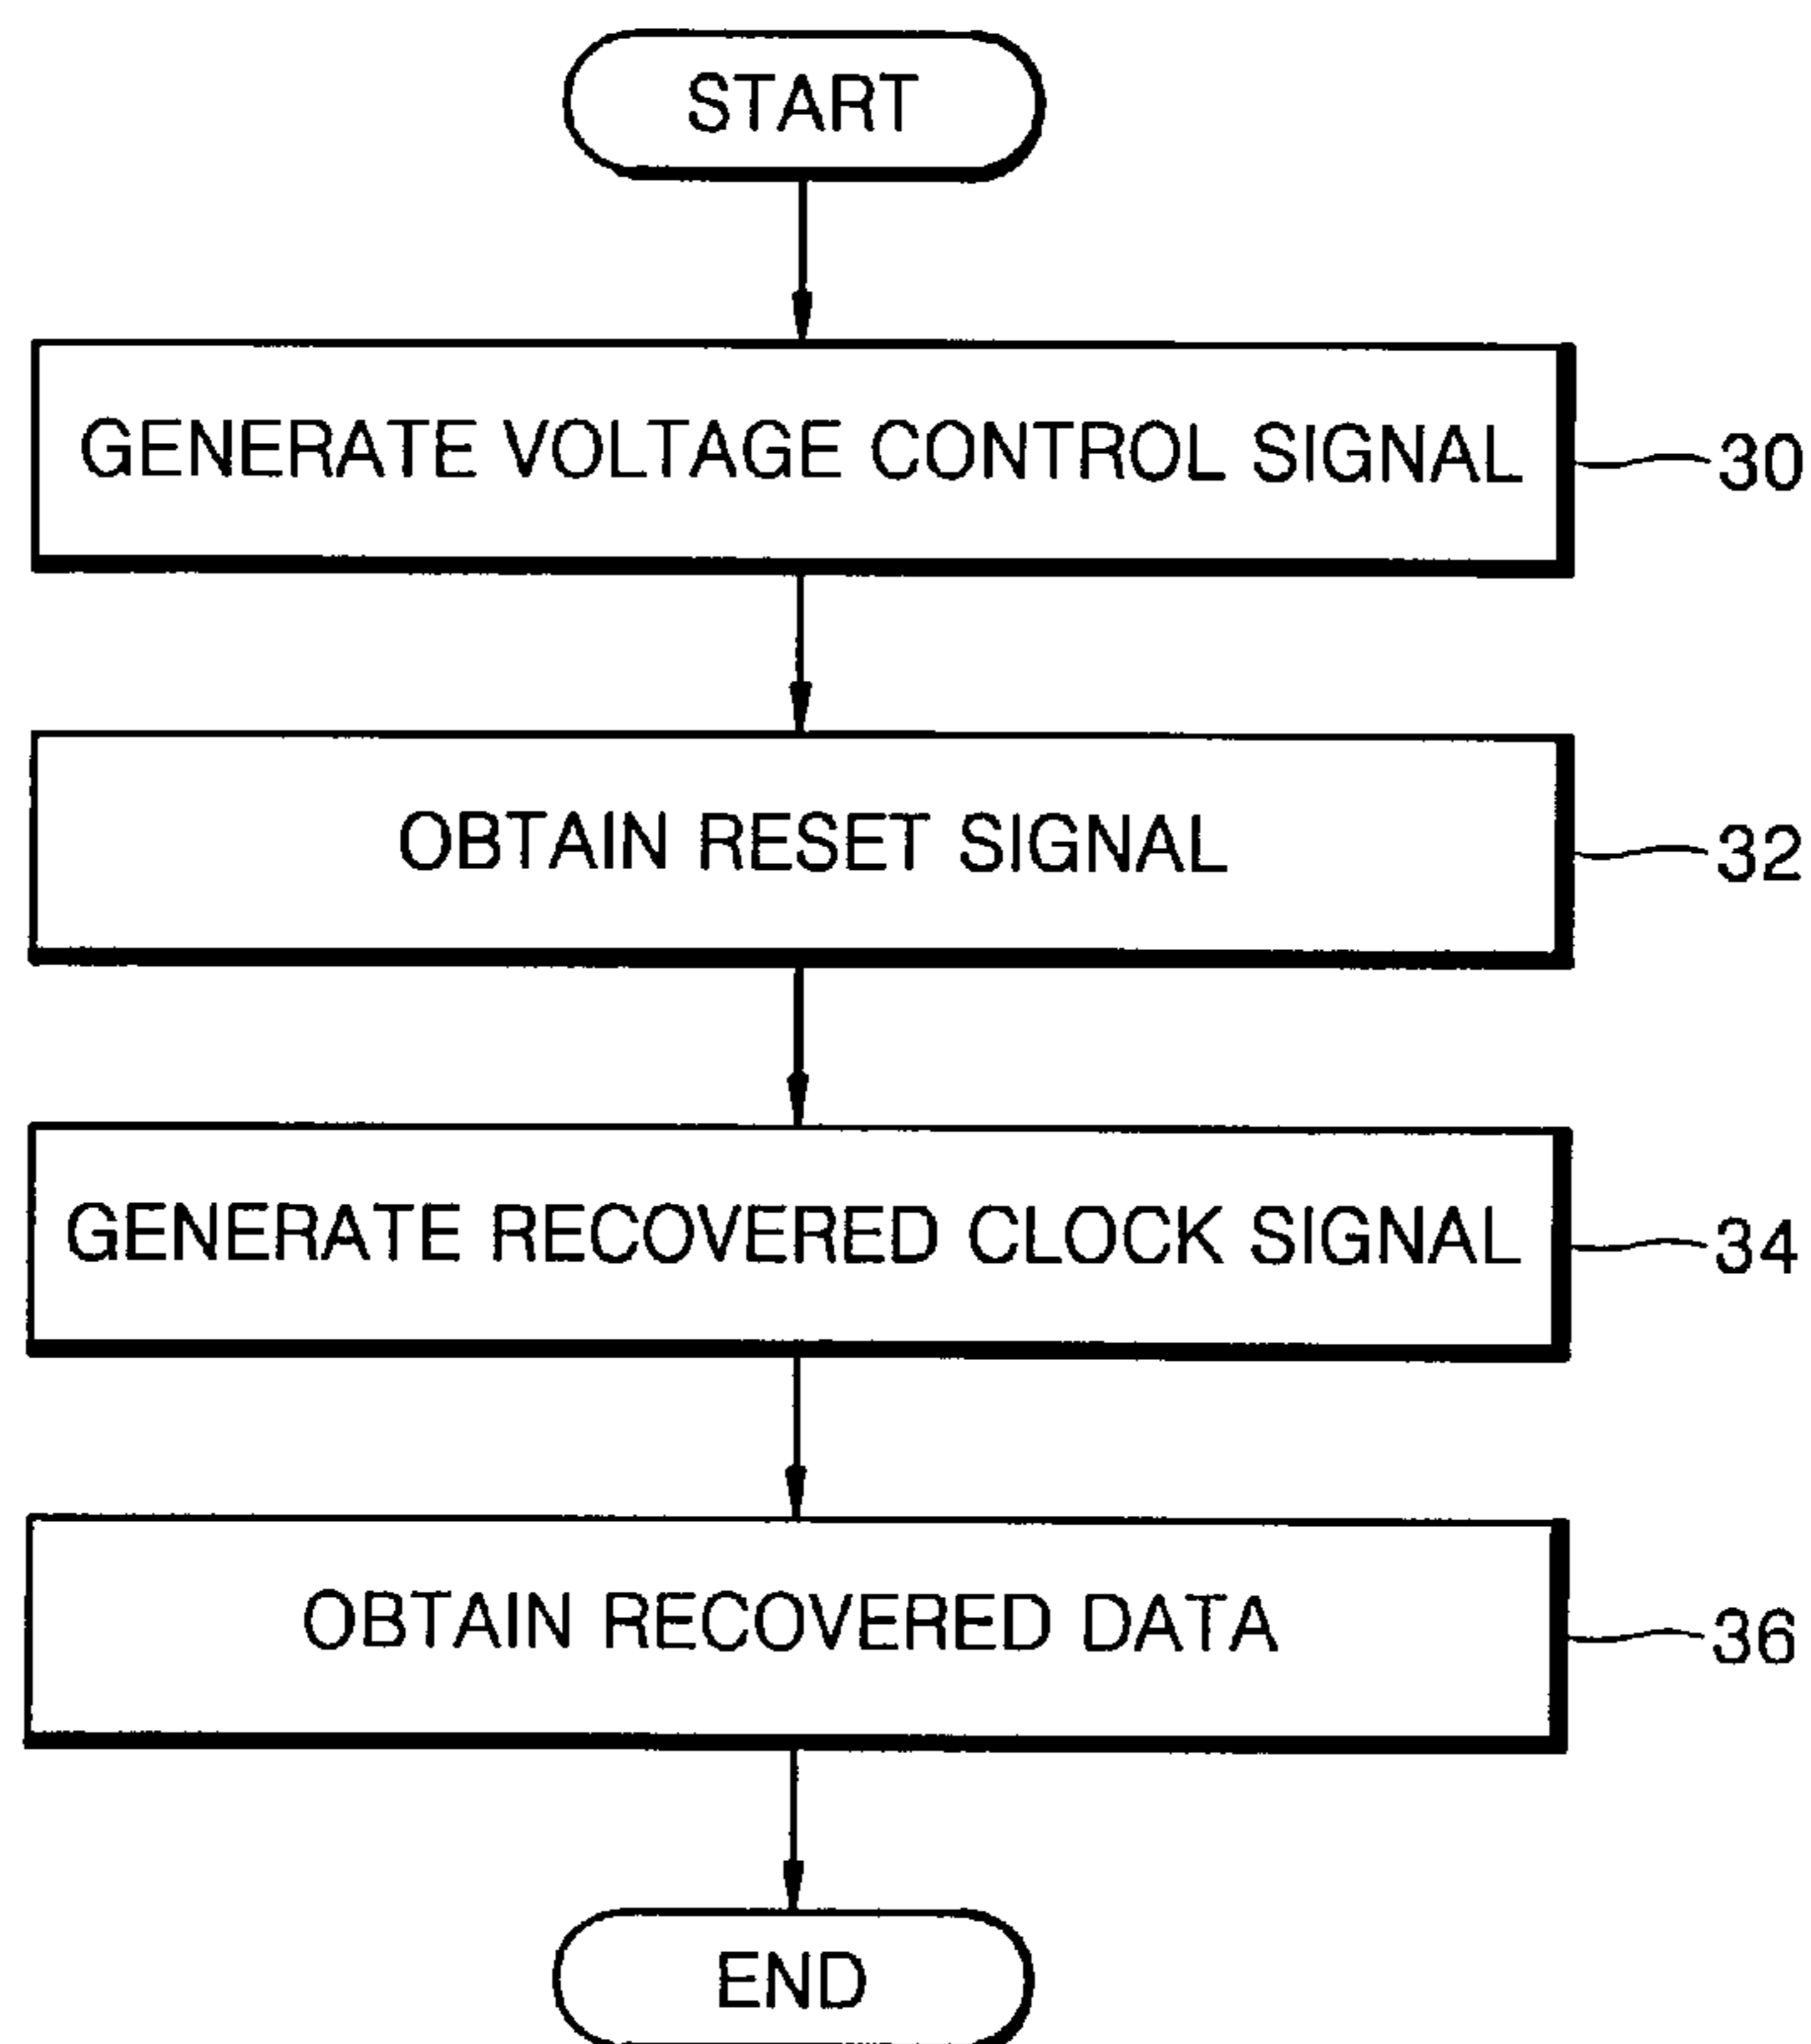 START
GENERATE VOLTAGE CONTROL SIGNAL
30
OBTAIN RESET SIGNAL
32
GENERATE RECOVERED CLOCK SIGNAL
34
OBTAIN RECOVERED DATA
36
END